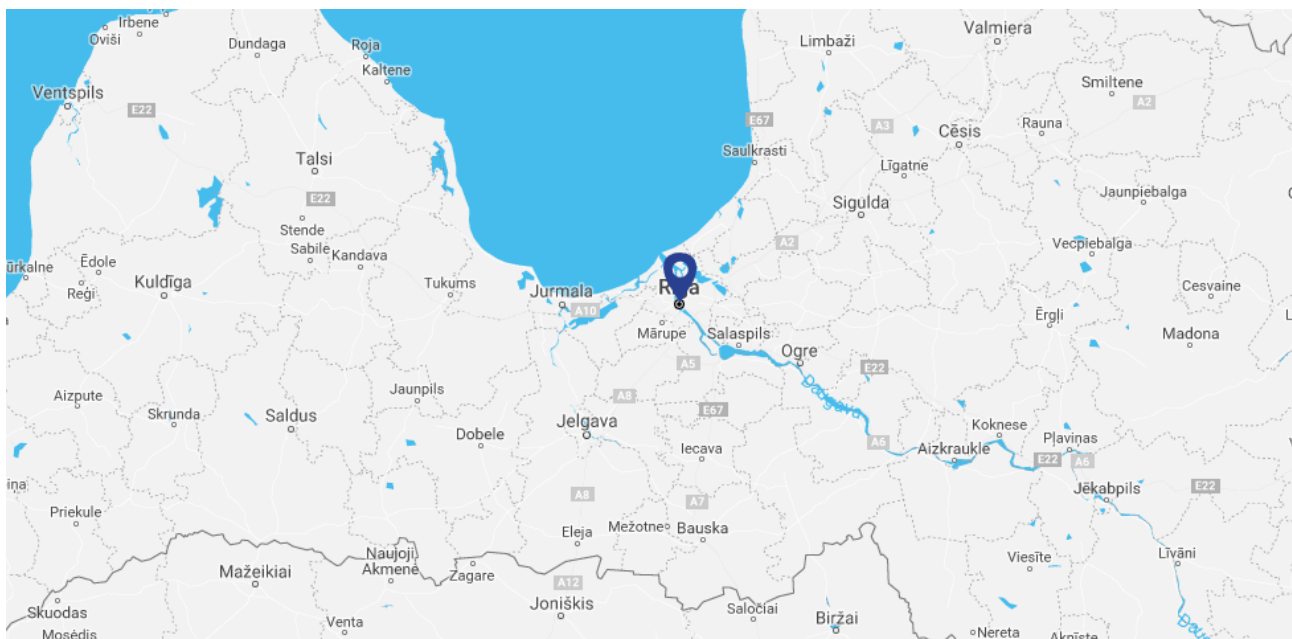 Irbene
Oviši
Dundaga
Roja
Kaltene
Limbaži
Valmiera
Smiltene
A2
Ventspils
E22
E67
A3
Cēsis
Rauna
Talsi
Saulkrasti
Līgatne
E22
Jaunpiebalga
Sigulda
Stende
Sabile
Kandava
A2
Vecpiebalga
Ēdole
Reģi
Kuldīga
Tukums
Jurmala
A10
Cesvaine
Ērgļi
Mārupe
Salaspils
Madona
Ogre
A5
E22
Daugava
Aizpute
Jaunpils
A8
E67
Skrunda
Saldus
Jelgava
Dobele
Iecava
A6
Koknese
Aizkraukle
Pļaviņas
E22
A6
Jēkabpils
E22
A8
A7
Priekule
Eleja
Mežotne
Bauska
Viesīte
Līvāni
Naujoji
Akmenė
Mažeikiai
Zagare
A12
Joniškis
Skuodas
Mosėdis
Venta
Saločiai
Biržai
Nereta
Aknīste